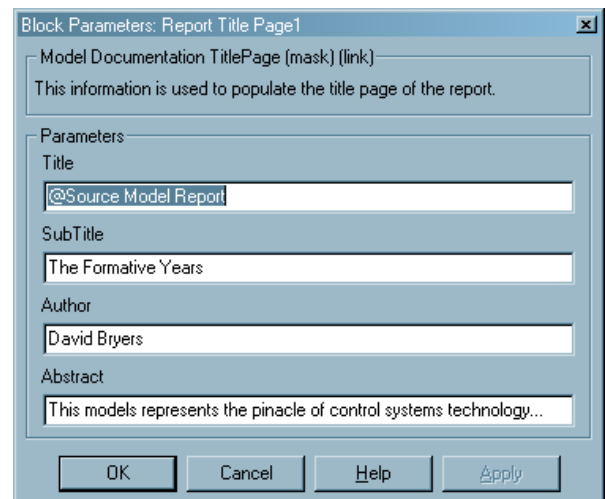 Block Parameters: Report Title Page1
Model Documentation TitlePage (mask) (link)
This information is used to populate the title page of the report.
Parameters
Title
@Source Model Report
SubTitle
The Formative Years
Author
David Bryers
Abstract
This models represents the pinacle of control systems technology...
OK Cancel Help Apply